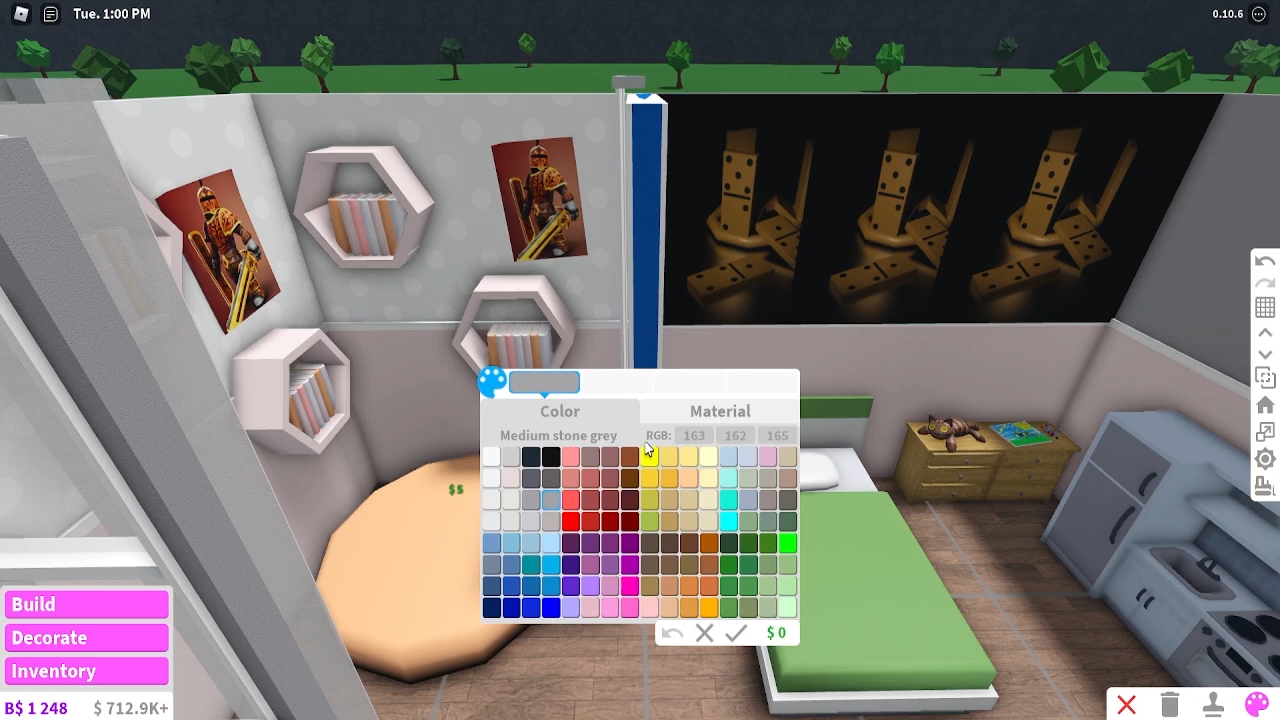 Tue. 1:00 PM
0.10.6
$5
Color
Material
Medium stone grey
RGB: 163 162 165
$ 0
Build
Decorate
Inventory
B$ 1 248 $ 712.9K+